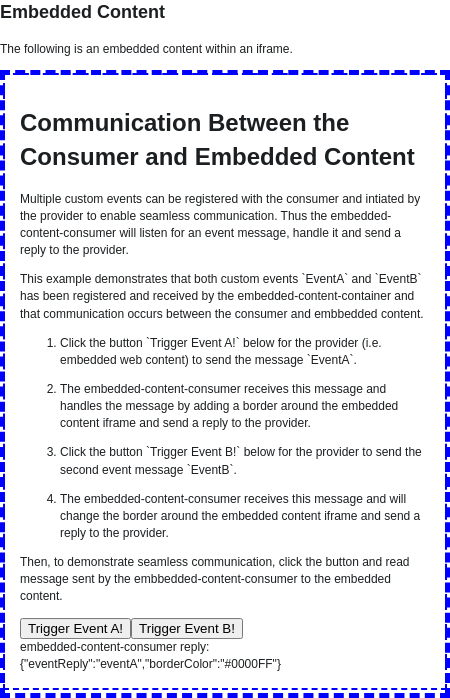 Embedded Content
The following is an embedded content within an iframe.
Communication Between the
Consumer and Embedded Content
Multiple custom events can be registered with the consumer and intiated by
the provider to enable seamless communication. Thus the embedded-
content-consumer will listen for an event message, handle it and send a
reply to the provider.
This example demonstrates that both custom events `EventA` and `EventB`
has been registered and received by the embedded-content-container and
that communication occurs between the consumer and embbedded content.
1. Click the button `Trigger Event A!` below for the provider (i.e.
embedded web content) to send the message `EventA`.
2. The embedded-content-consumer receives this message and
handles the message by adding a border around the embedded
content iframe and send a reply to the provider.
3. Click the button `Trigger Event B!` below for the provider to send the
second event message `EventB`.
4. The embedded-content-consumer receives this message and will
change the border around the embedded content iframe and send a
reply to the provider.
Then, to demonstrate seamless communication, click the button and read
message sent by the embbedded-content-consumer to the embedded
content.
Trigger Event A! Trigger Event B!
embedded-content-consumer reply:
{"eventReply":"eventA","borderColor":"#0000FF"}